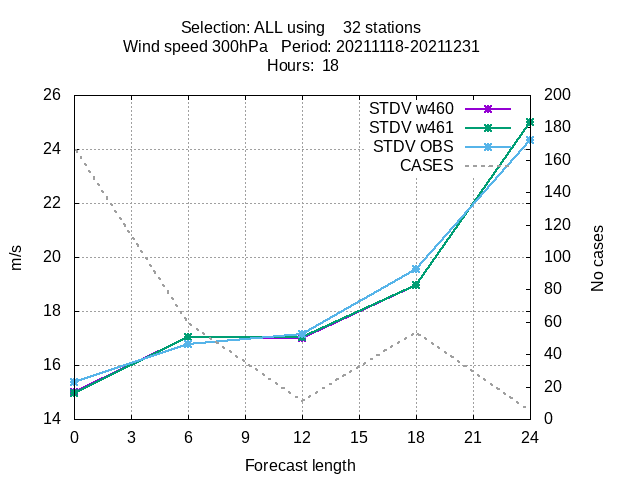 Selection: ALL using    32 stations
Wind speed 300hPa   Period: 20211118-20211231
Hours:  18
STDV w460
STDV w461
STDV OBS
CASES
m/s
26
24
22
20
18
16
14
200
180
160
140
120
100
80
60
40
20
0
No cases
0 3 6 9 12 15 18 21 24
Forecast length